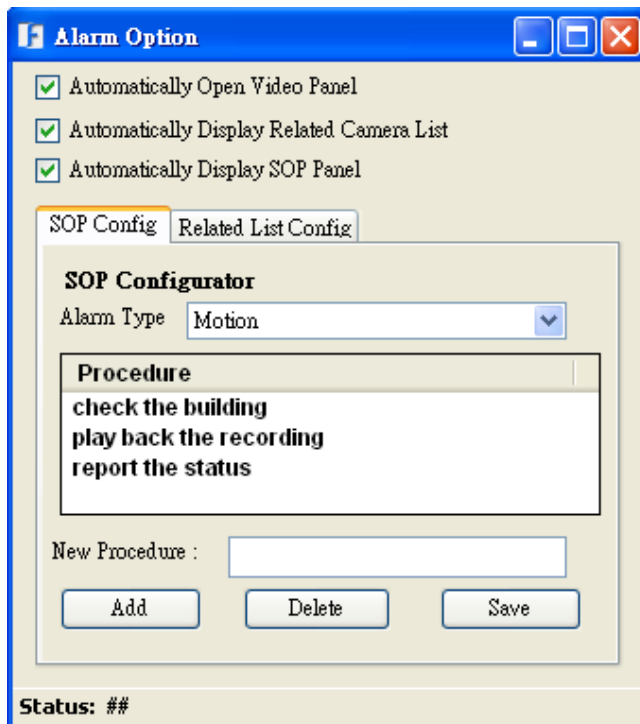 Alarm Option
Automatically Open Video Panel
Automatically Display Related Camera List
Automatically Display SOP Panel
SOP Config
Related List Config
SOP Configurator
Alarm Type
Motion
Procedure
check the building
play back the recording
report the status
New Procedure :
Add
Delete
Save
Status: ##